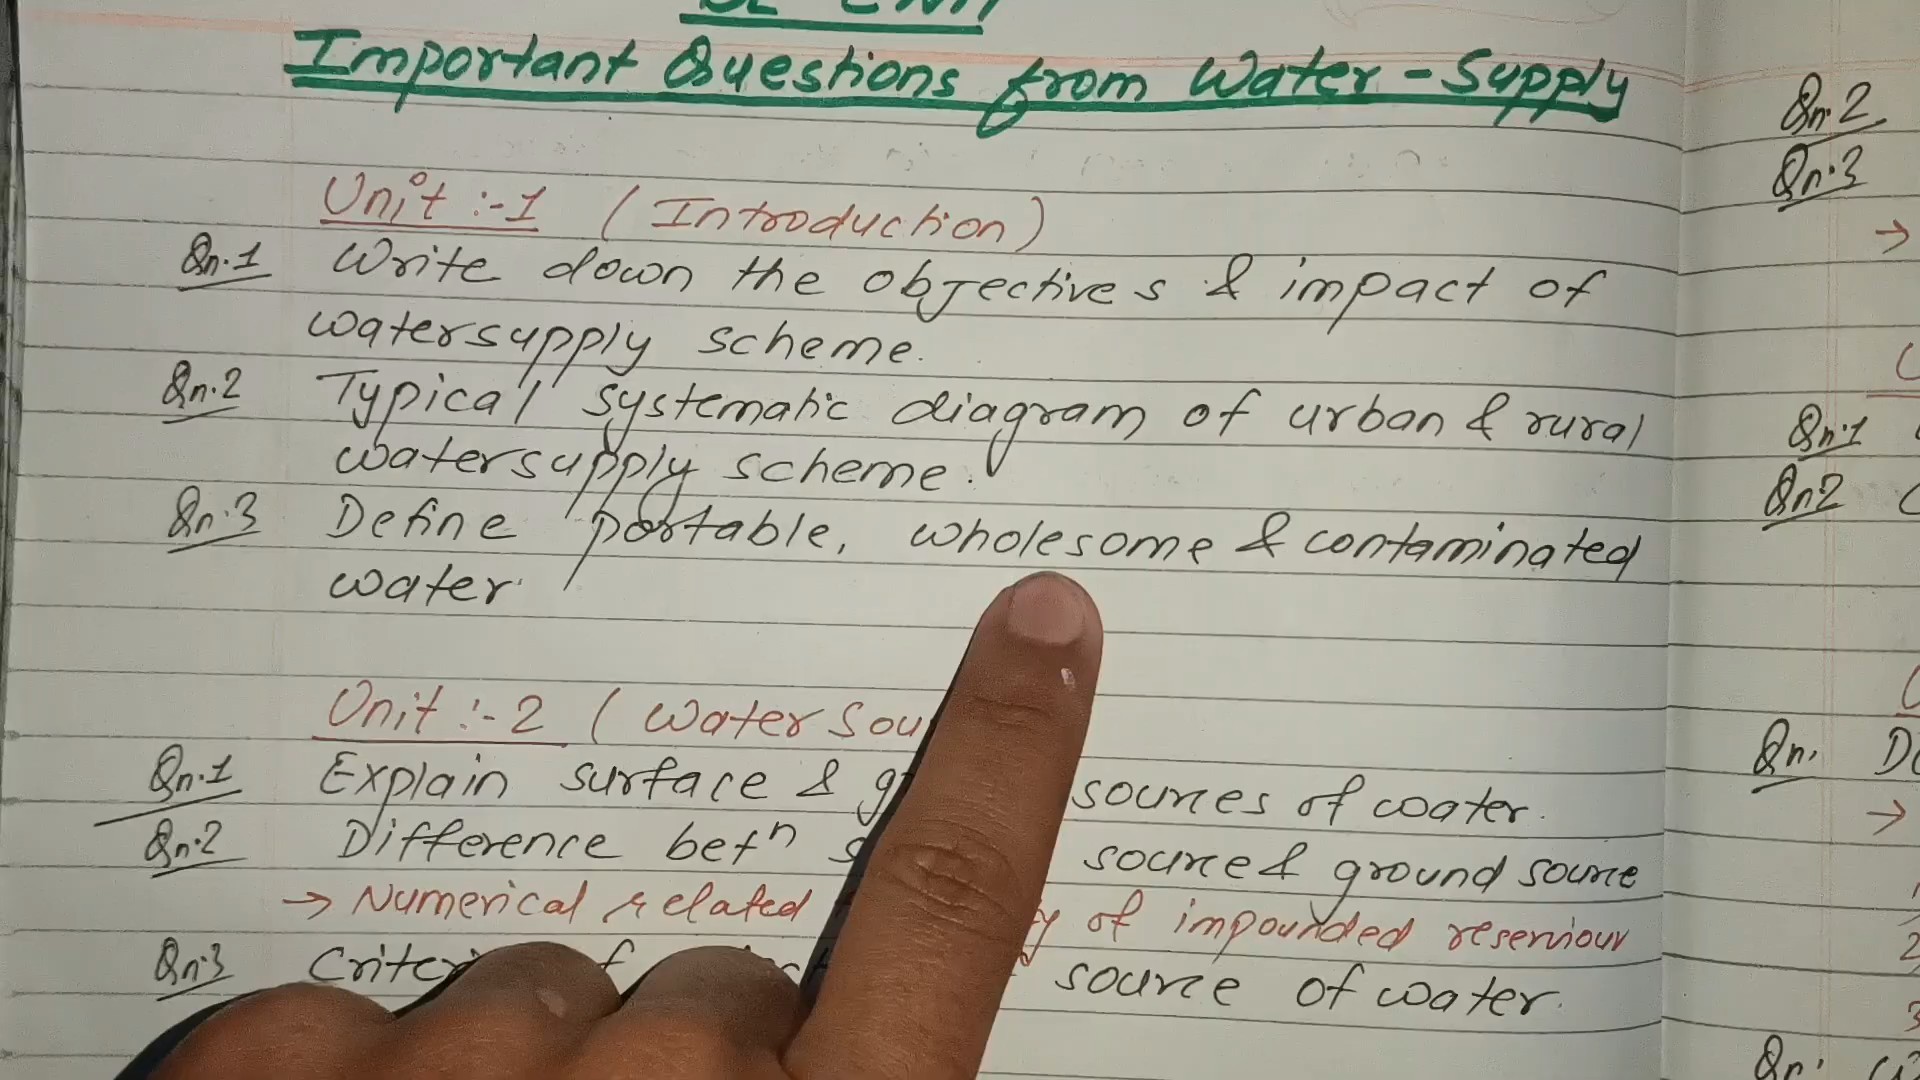 Important Questions from Water-Supply
Unit :-1 (Introduction)
Qn.1 Write down the objectives & impact of
watersupply scheme.
Qn.2 Typical systematic diagram of urban & rural
watersupply scheme.
Qn.3 Define portable, wholesome & contaminated
water.
Unit :-2 (Water
Qn.1 Explain surface & sources of water.
Qn.2 Difference betn source & ground source
→ Numerical related of impounded reserviour
Qn.3 source of water.
Qn.2
Qn.3
→
Qn.1
Qn2
Qn.
→
Qn.